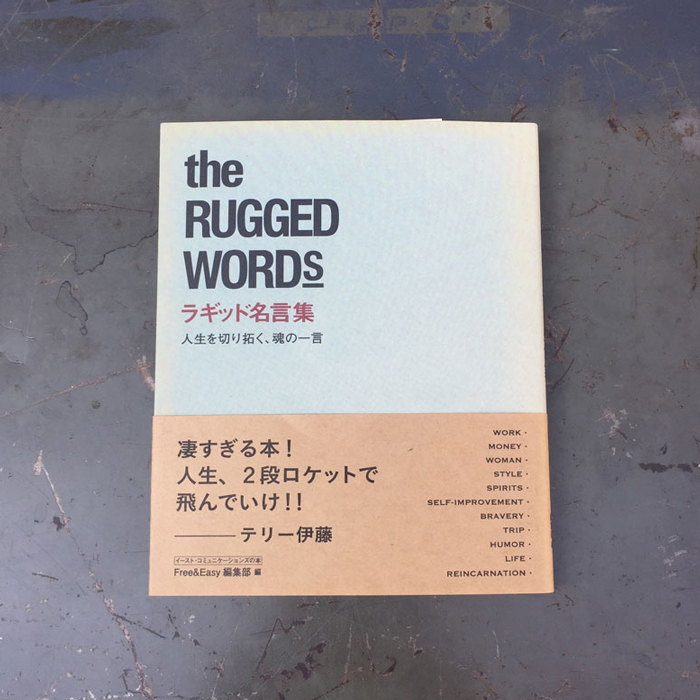 the
RUGGED
WORDs
ラギッド名言集
人生を切り拓く、魂の一言
凄すぎる本！
人生、２段ロケットで
飛んでいけ！！
——テリー伊藤
イースト・コミュニケーションズの本
Free&Easy 編集部 編
WORK・
MONEY・
WOMAN・
STYLE・
SPIRITS・
SELF-IMPROVEMENT・
BRAVERY・
TRIP・
HUMOR・
LIFE・
REINCARNATION・